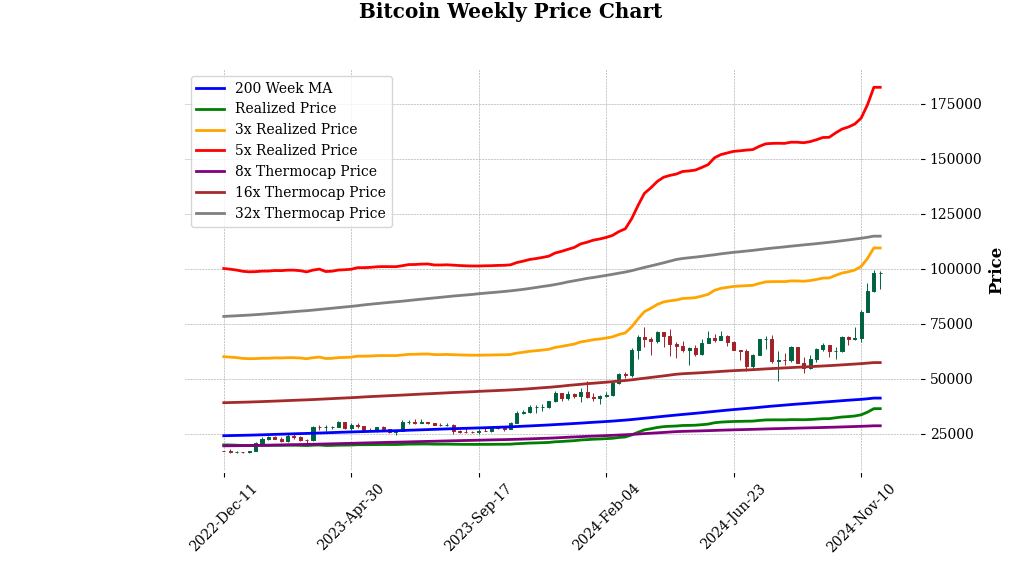 Bitcoin Weekly Price Chart
200 Week MA
Realized Price
3x Realized Price
5x Realized Price
8x Thermocap Price
16x Thermocap Price
32x Thermocap Price
175000
150000
125000
100000
75000
50000
25000
Price
2022-Dec-11
2023-Apr-30
2023-Sep-17
2024-Feb-04
2024-Jun-23
2024-Nov-10